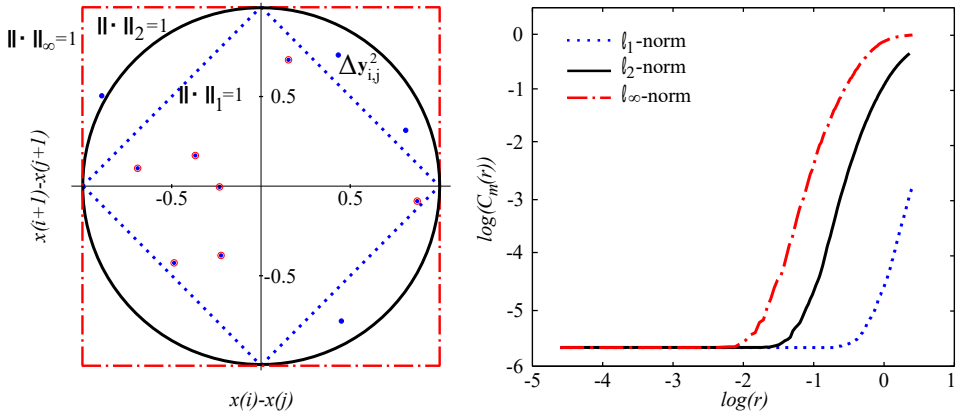 ‖·‖∞=1
‖·‖2=1
Δy²i,j
‖·‖1=1
0.5
-0.5
0.5
-0.5
x(i+1)-x(j+1)
x(i)-x(j)
ℓ1-norm
ℓ2-norm
ℓ∞-norm
0
-1
-2
-3
-4
-5
-6
log(Cm(r))
-5 -4 -3 -2 -1 0 1
log(r)